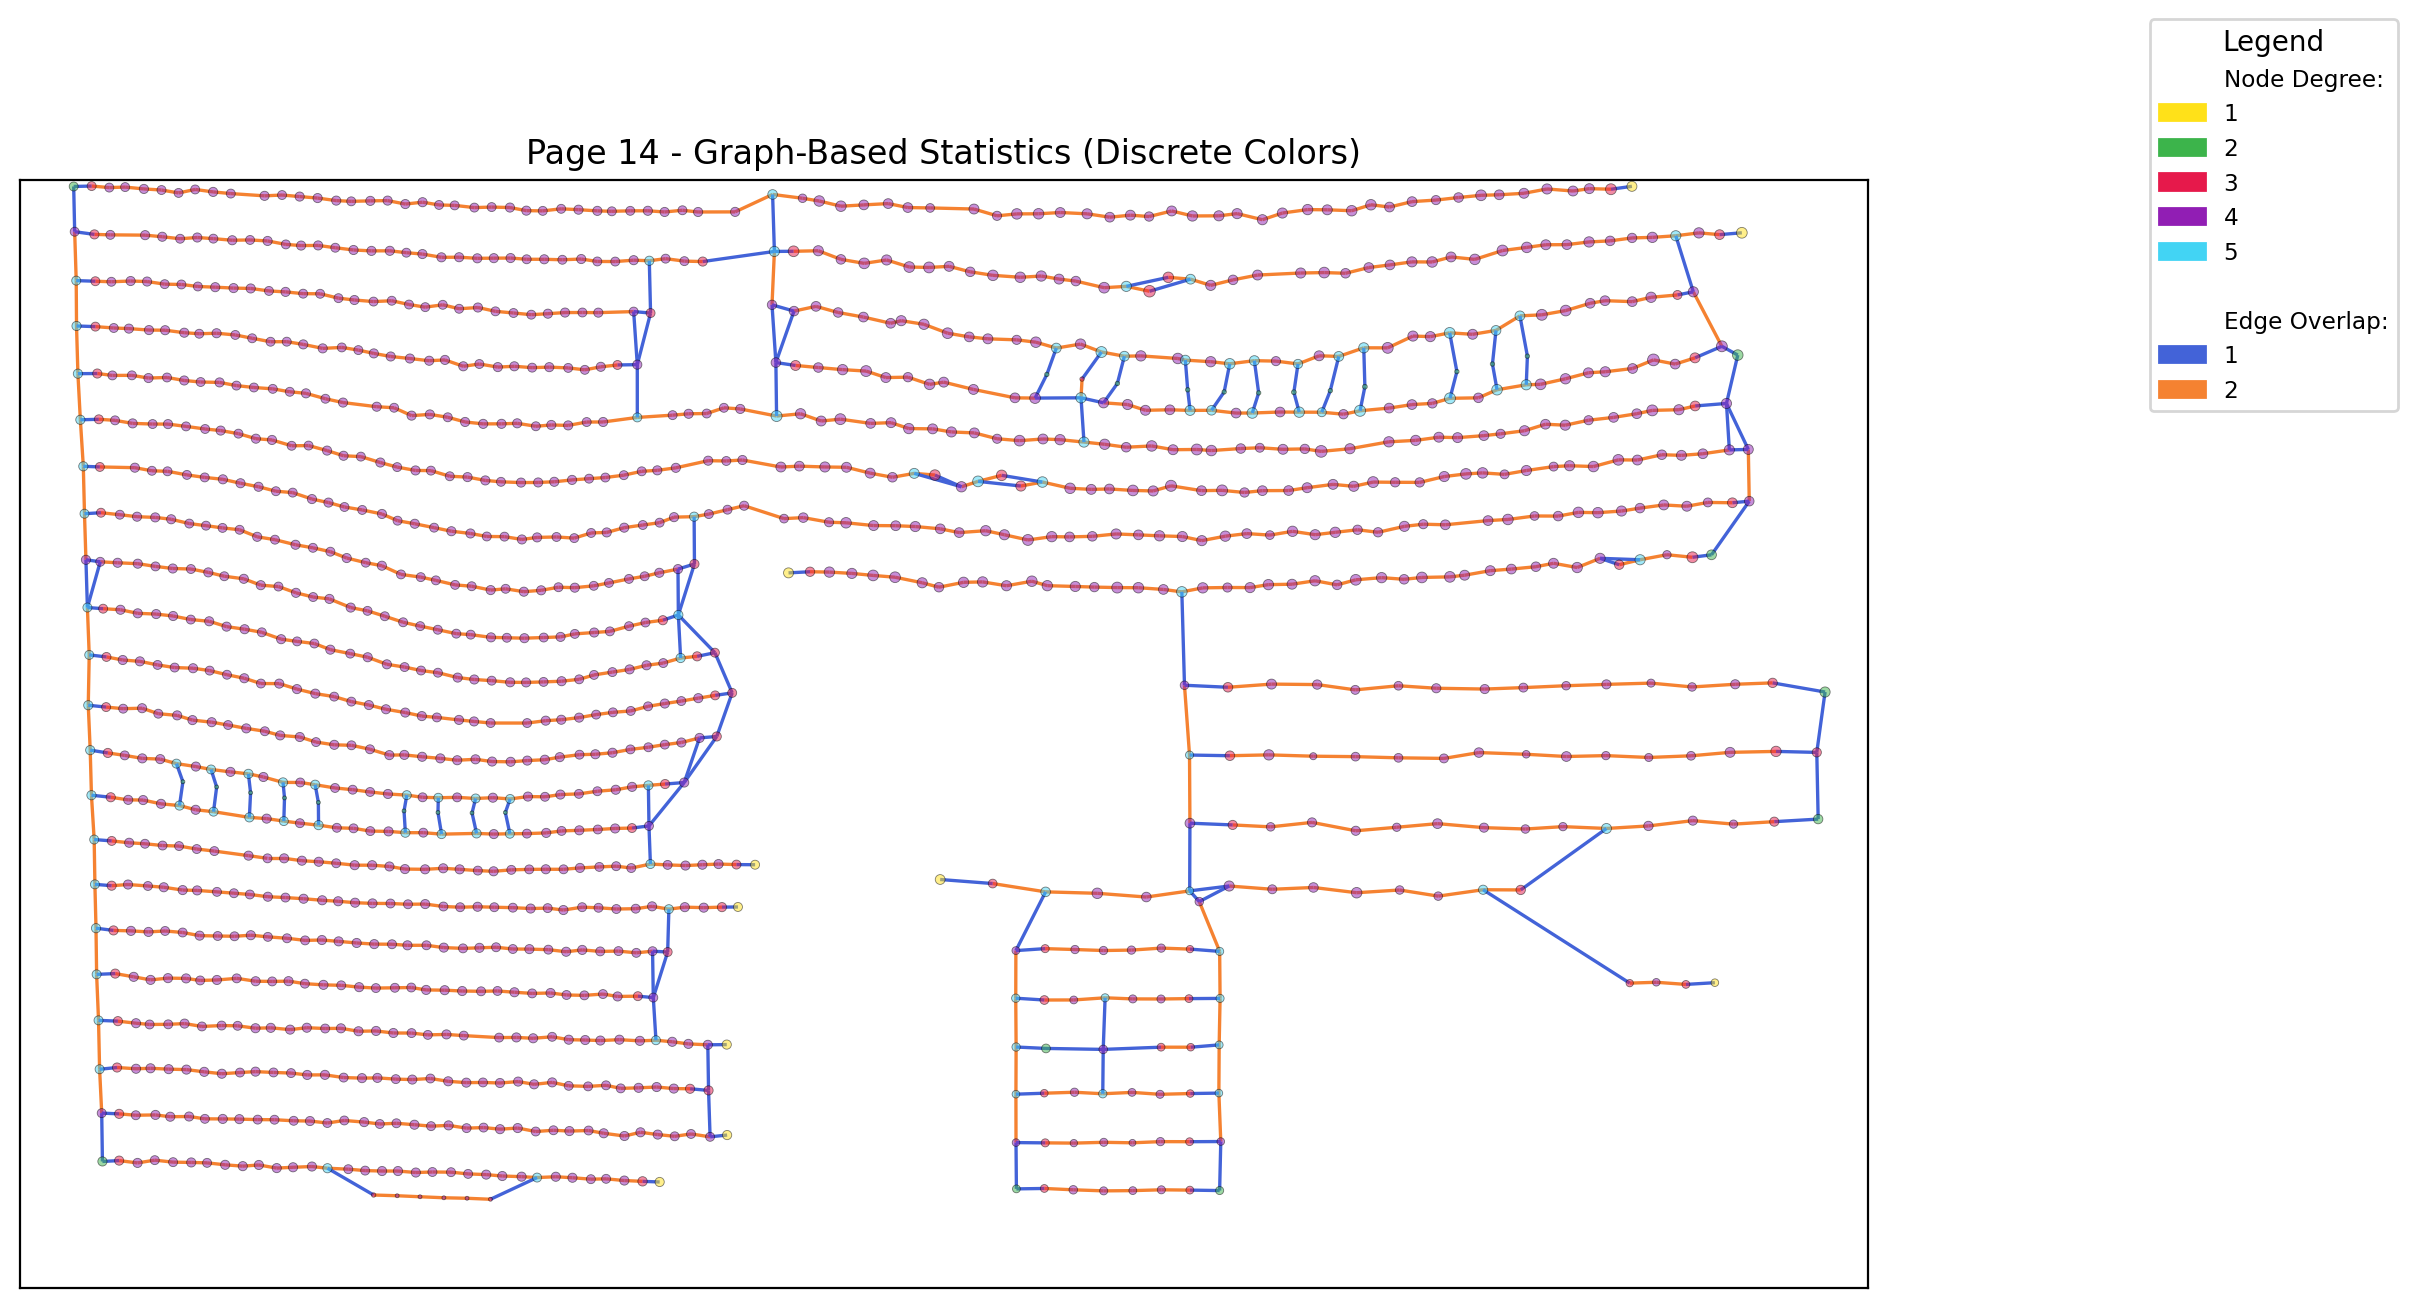 Page 14 - Graph-Based Statistics (Discrete Colors)
Legend
Node Degree:
1
2
3
4
5
Edge Overlap:
1
2